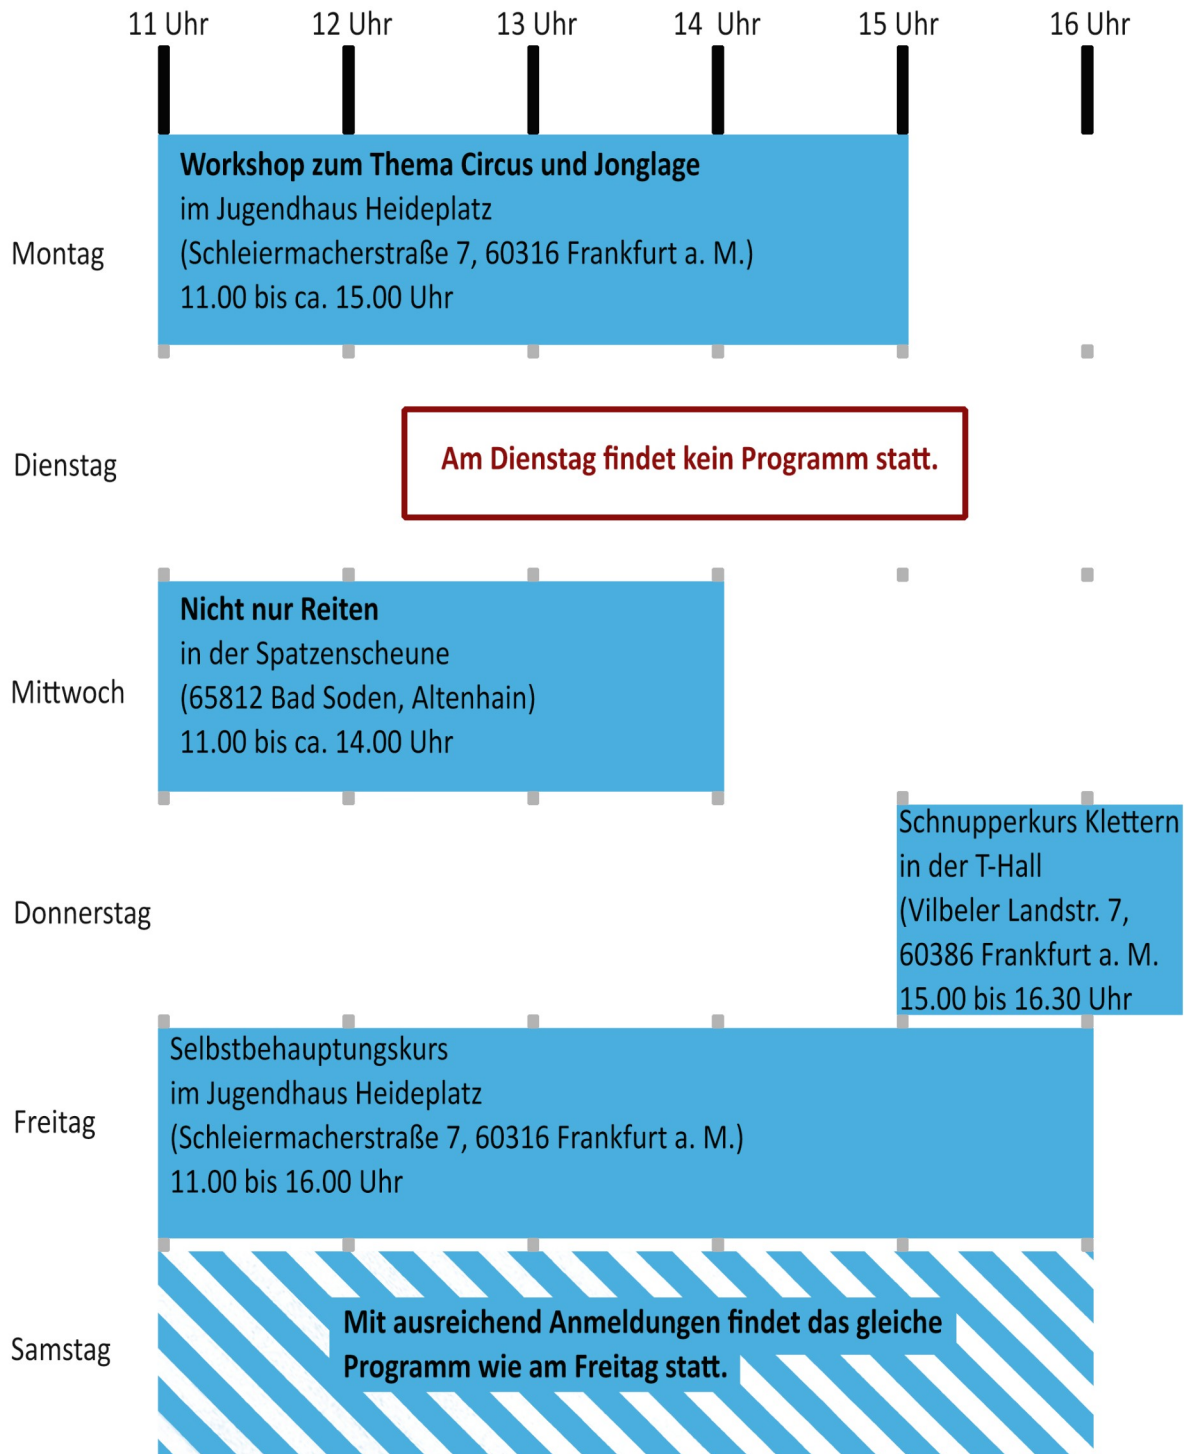 11 Uhr 12 Uhr 13 Uhr 14 Uhr 15 Uhr 16 Uhr
Montag
Workshop zum Thema Circus und Jonglage
im Jugendhaus Heideplatz
(Schleiermacherstraße 7, 60316 Frankfurt a. M.)
11.00 bis ca. 15.00 Uhr
Dienstag
Am Dienstag findet kein Programm statt.
Mittwoch
Nicht nur Reiten
in der Spatzenscheune
(65812 Bad Soden, Altenhain)
11.00 bis ca. 14.00 Uhr
Donnerstag
Schnupperkurs Klettern
in der T-Hall
(Vilbeler Landstr. 7,
60386 Frankfurt a. M.
15.00 bis 16.30 Uhr
Freitag
Selbstbehauptungskurs
im Jugendhaus Heideplatz
(Schleiermacherstraße 7, 60316 Frankfurt a. M.)
11.00 bis 16.00 Uhr
Samstag
Mit ausreichend Anmeldungen findet das gleiche
Programm wie am Freitag statt.